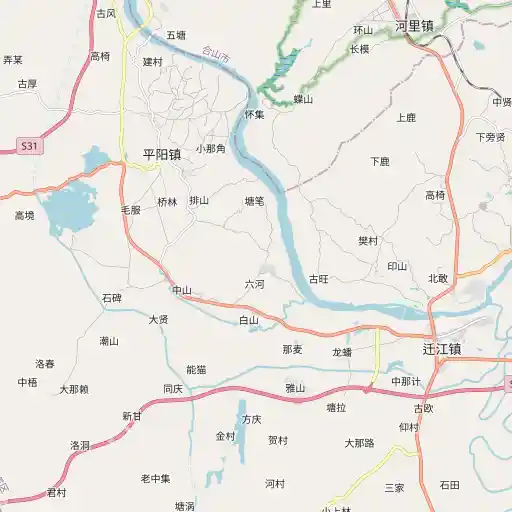 上里
古风
河里镇
环山
五塘
长模
合山市
高椅
弄某
建村
古厚
蝶山
中贤
怀集
上鹿
下旁贤
S31
小那角
平阳镇
下鹿
高椅
桥林
排山
塘笔
毛服
高境
樊村
印山
北敢
古旺
六河
中山
石碑
大贤
白山
潮山
那麦
龙蟠
迁江镇
洛春
能猫
中梧
大那赖
同庆
雅山
中那计
S
塘拉
古欧
新甘
方庆
仰村
金村
贺村
大那路
洛洞
老中集
河村
三家
石田
君村
塘涡
小上林